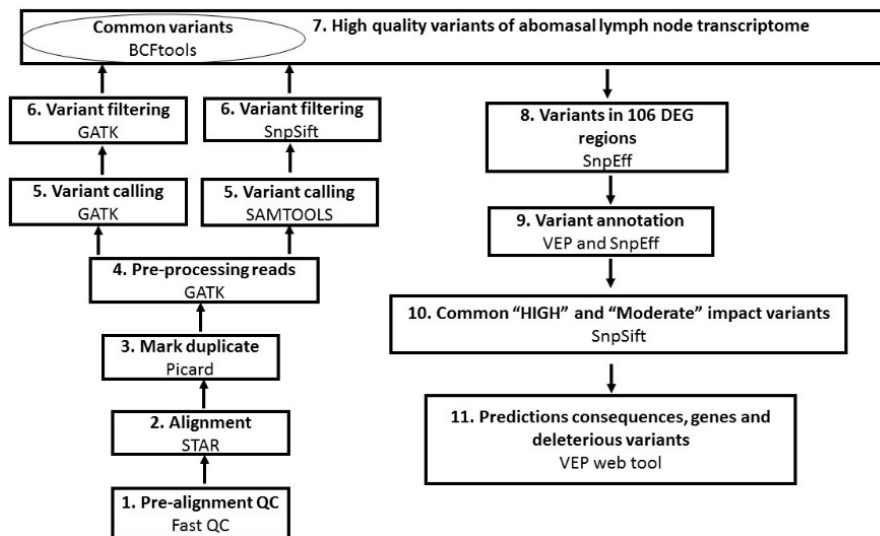 Common variants
BCFtools
7. High quality variants of abomasal lymph node transcriptome
6. Variant filtering
GATK
6. Variant filtering
SnpSift
5. Variant calling
GATK
5. Variant calling
SAMTOOLS
4. Pre-processing reads
GATK
3. Mark duplicate
Picard
2. Alignment
STAR
1. Pre-alignment QC
Fast QC
8. Variants in 106 DEG
regions
SnpEff
9. Variant annotation
VEP and SnpEff
10. Common “HIGH” and “Moderate” impact variants
SnpSift
11. Predictions consequences, genes and
deleterious variants
VEP web tool